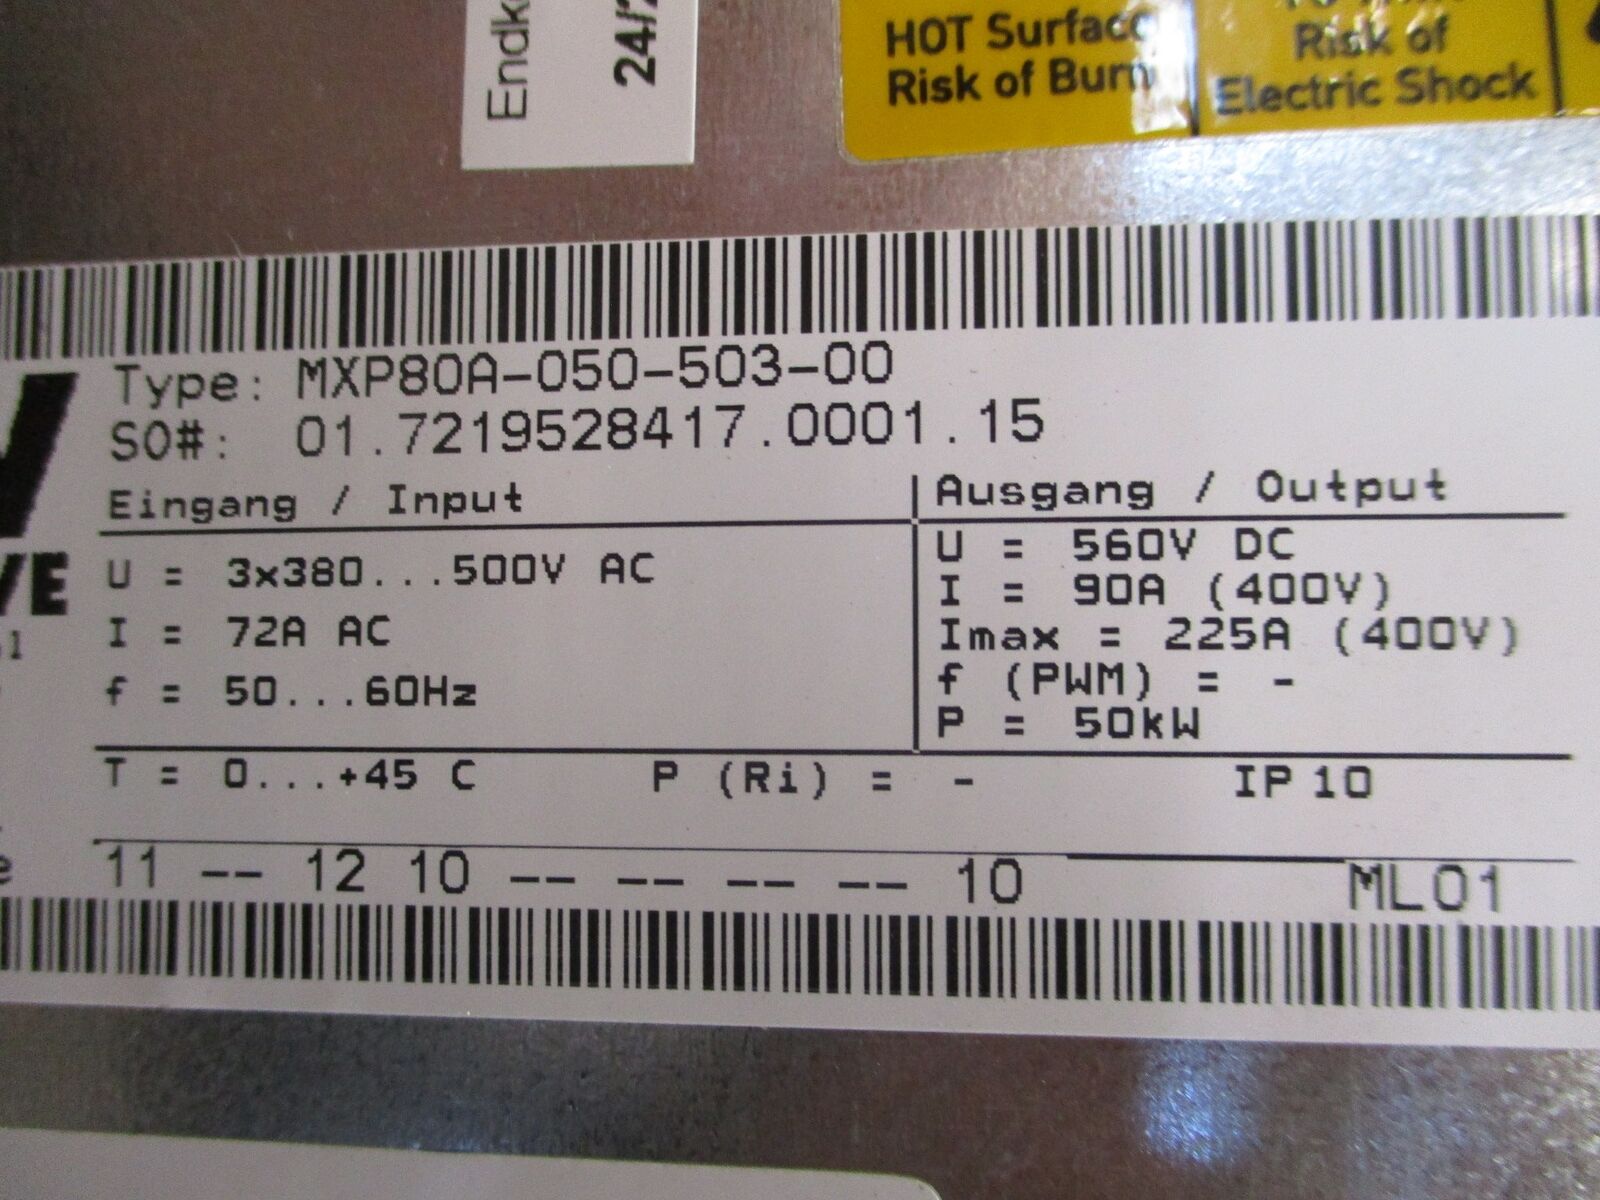 24/
HOT Surface
Risk of Burn
Risk of
Electric Shock
Type: MXP80A-050-503-00
SO#: 01.7219528417.0001.15
Eingang / Input
Ausgang / Output
U = 3x380...500V AC
I = 72A AC
f = 50...60Hz
U = 560V DC
I = 90A (400V)
Imax = 225A (400V)
f (PWM) = -
P = 50kW
T = 0...+45 C P (Ri) = - IP10
11 -- 12 10 -- -- -- -- 10 ML01